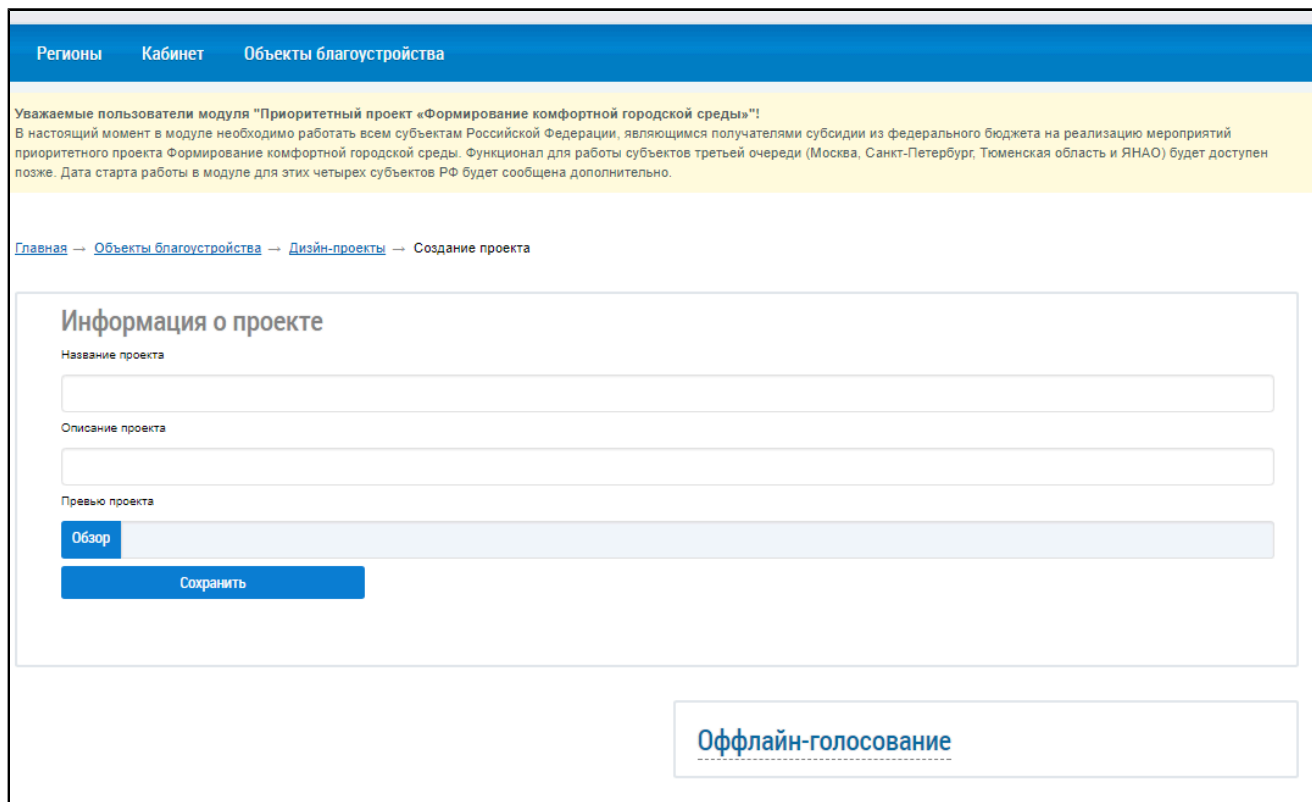 Регионы Кабинет Объекты благоустройства
Уважаемые пользователи модуля "Приоритетный проект «Формирование комфортной городской среды»"!
В настоящий момент в модуле необходимо работать всем субъектам Российской Федерации, являющимся получателями субсидии из федерального бюджета на реализацию мероприятий
приоритетного проекта Формирование комфортной городской среды. Функционал для работы субъектов третьей очереди (Москва, Санкт-Петербург, Тюменская область и ЯНАО) будет доступен
позже. Дата старта работы в модуле для этих четырех субъектов РФ будет сообщена дополнительно.
Главная → Объекты благоустройства → Дизйн-проекты → Создание проекта
Информация о проекте
Название проекта
Описание проекта
Превью проекта
Обзор
Сохранить
Оффлайн-голосование